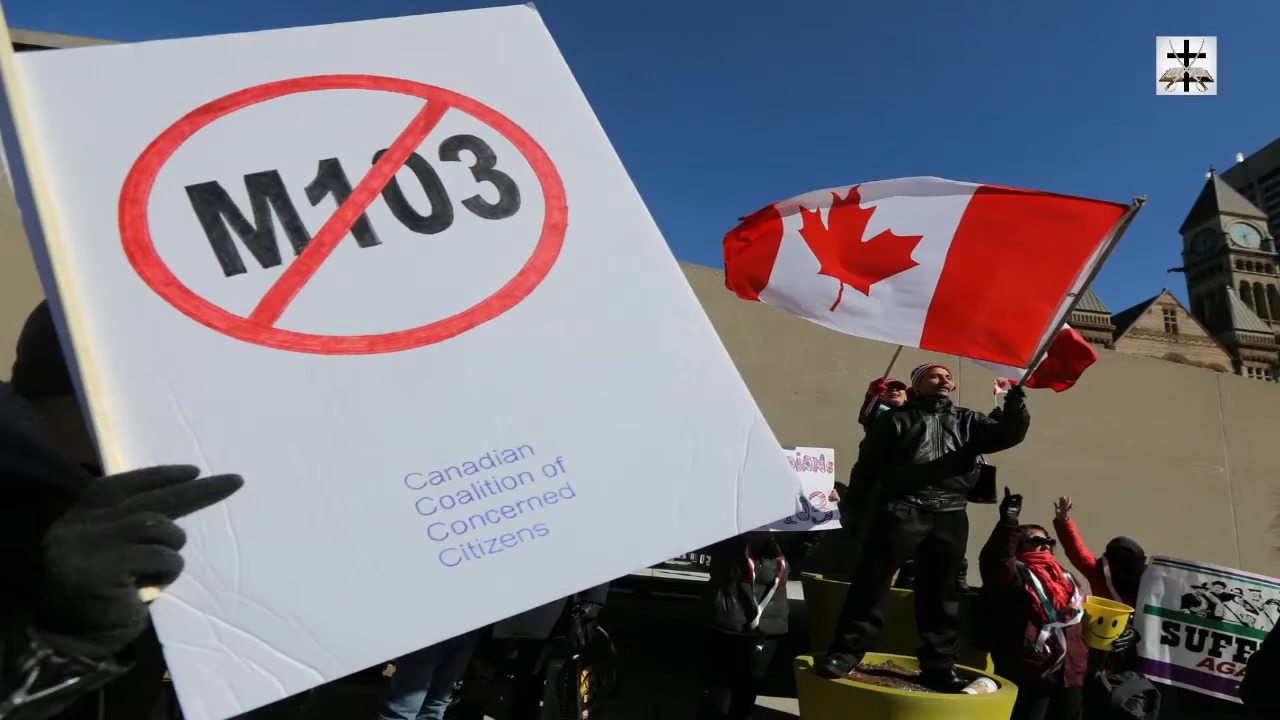 M103
Canadian
Coalition of
Concerned
Citizens
SUFF
AGA